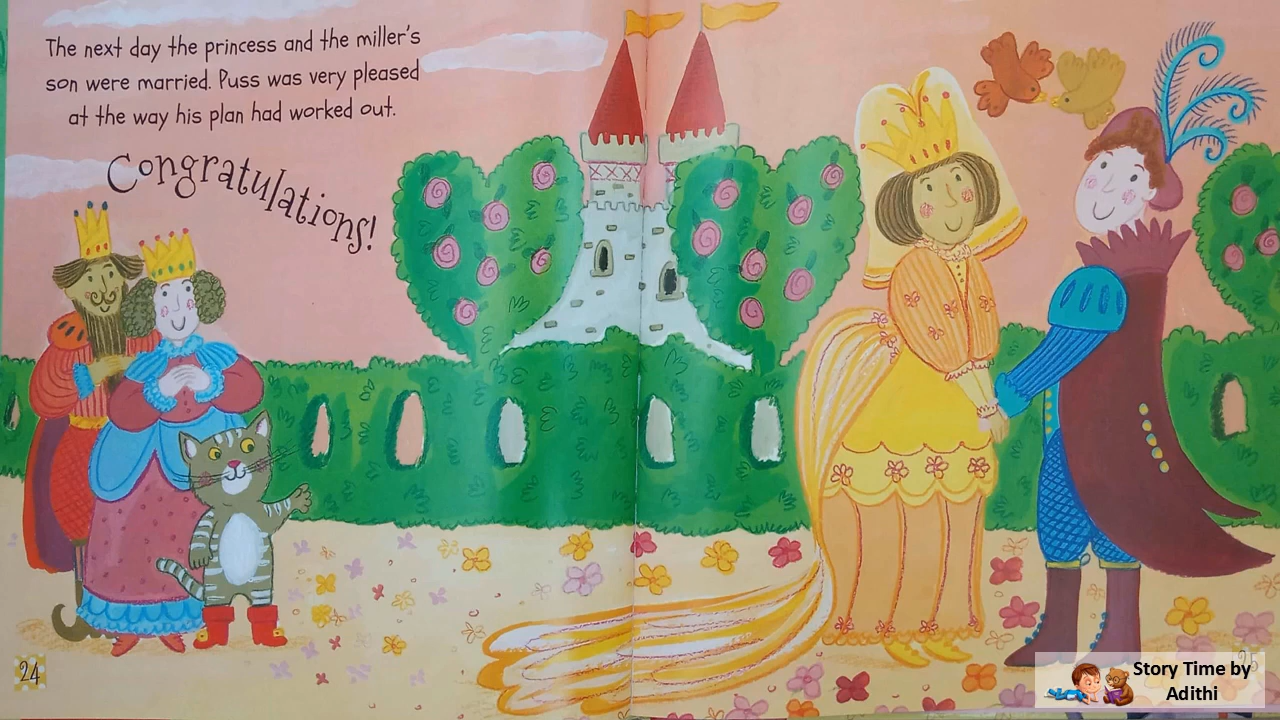 The next day the princess and the miller's
son were married. Puss was very pleased
at the way his plan had worked out.
Congratulations!
24
25
Story Time by
Adithi